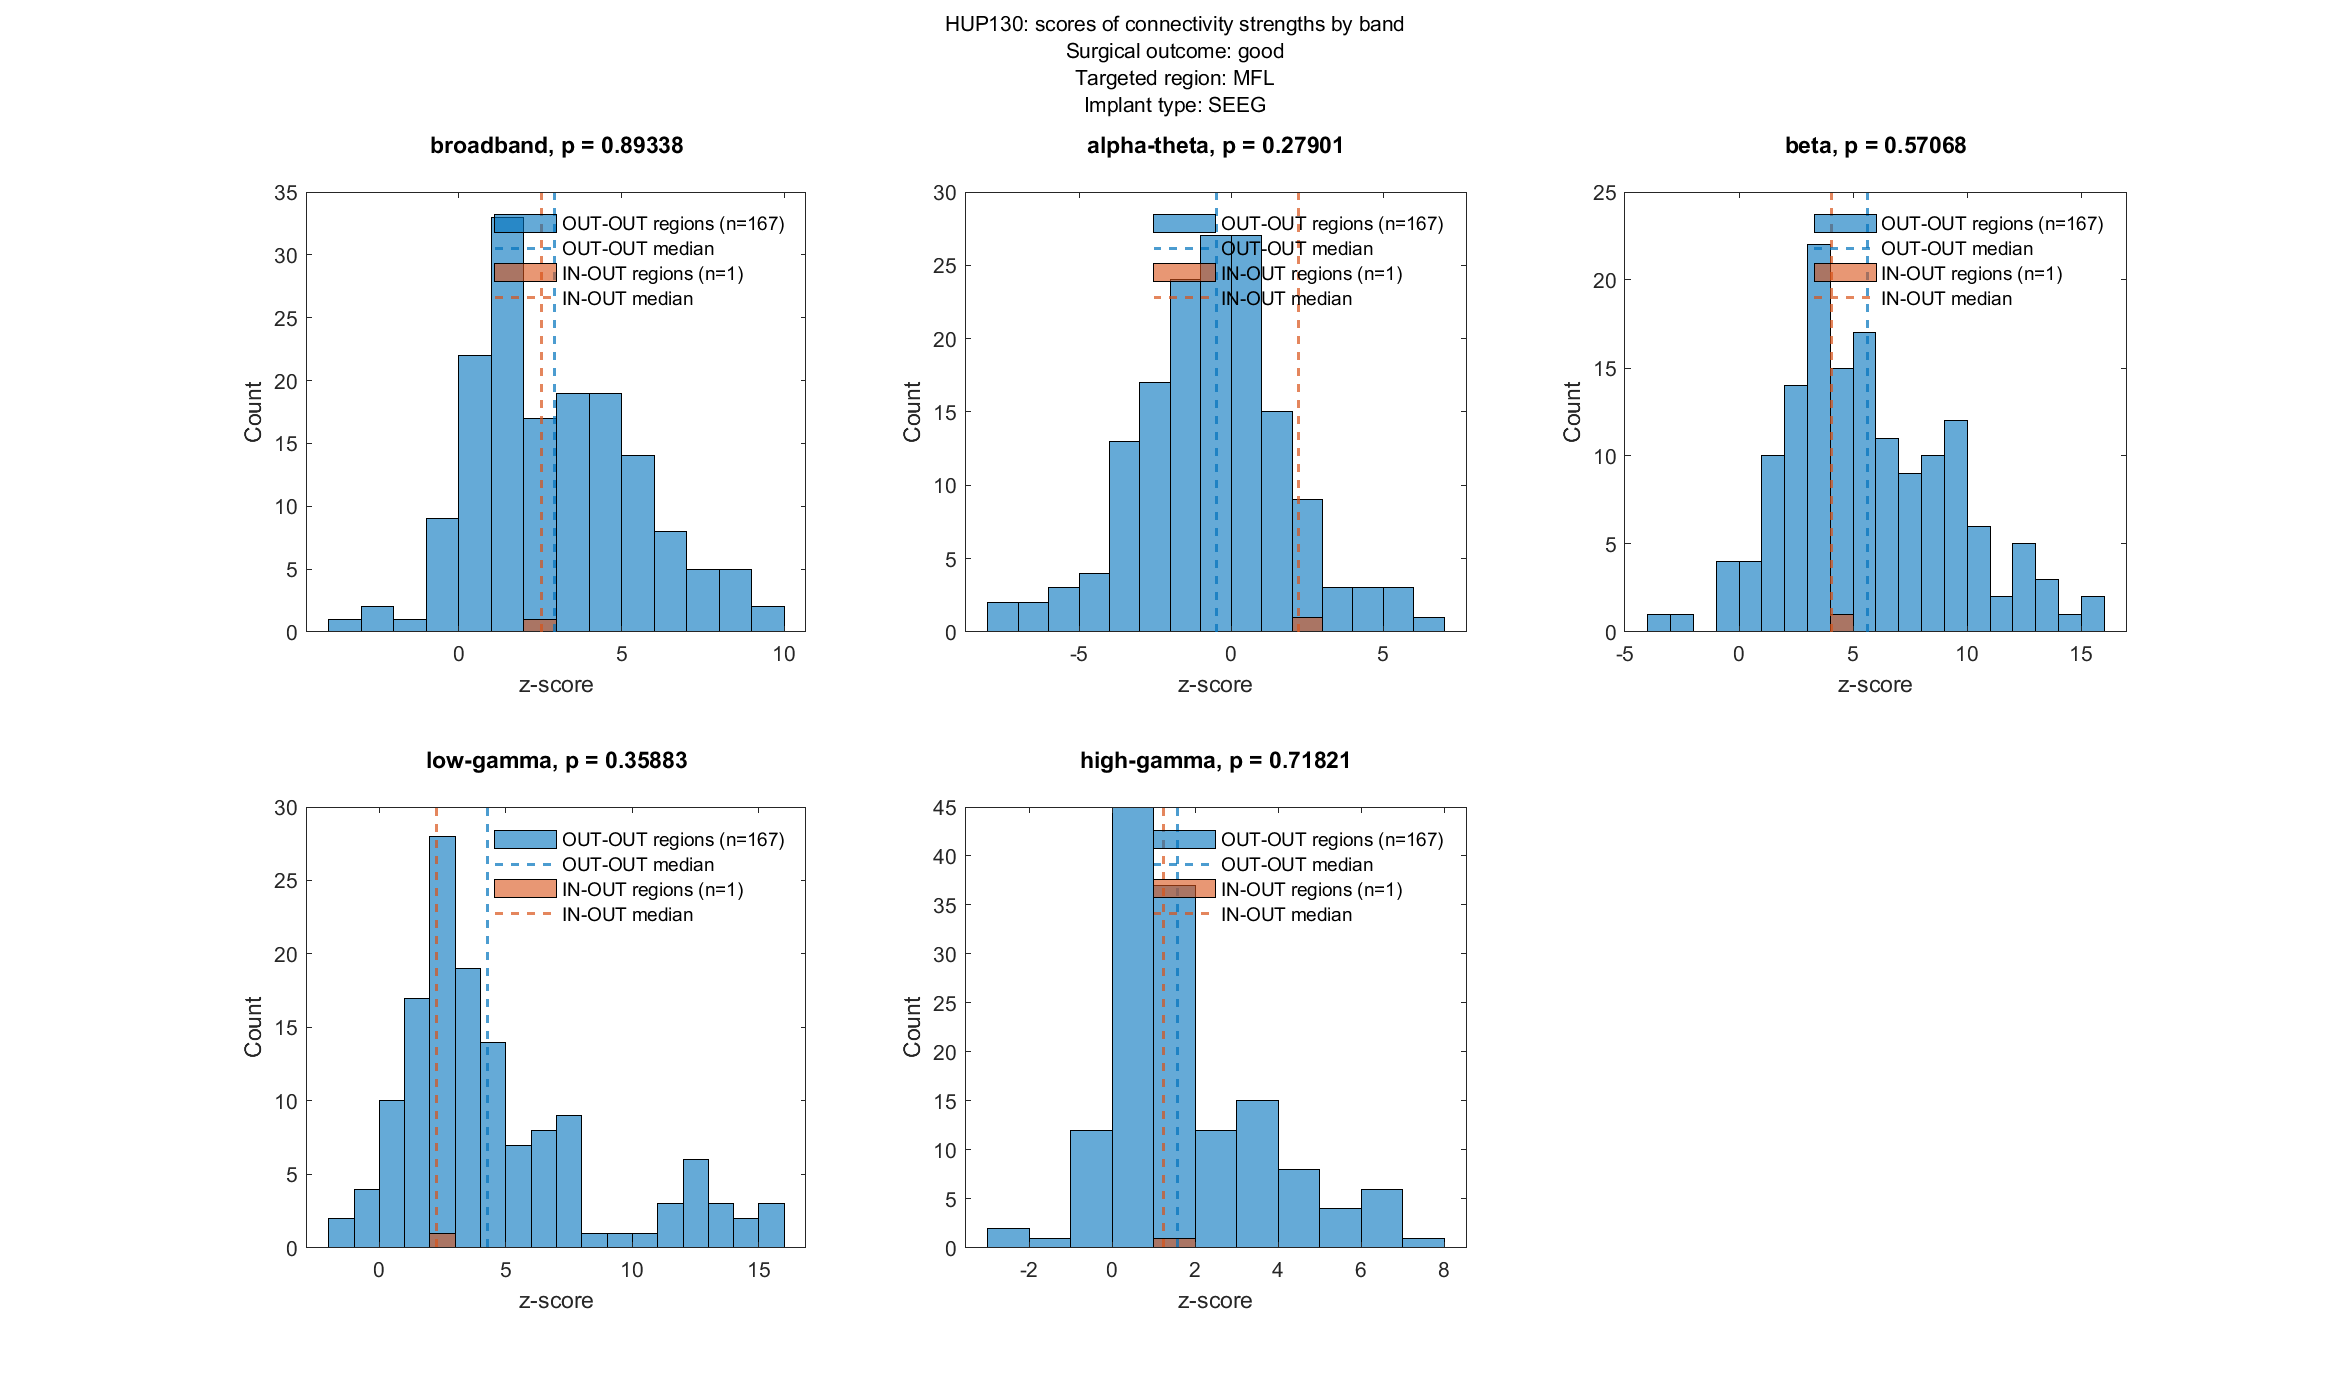 HUP130: scores of connectivity strengths by band
Surgical outcome: good
Targeted region: MFL
Implant type: SEEG
broadband, p = 0.89338
35
30
25
20
15
10
5
0
Count
OUT-OUT regions (n=167)
OUT-OUT median
IN-OUT regions (n=1)
IN-OUT median
0 5 10
z-score
alpha-theta, p = 0.27901
30
25
20
15
10
5
0
Count
OUT-OUT regions (n=167)
OUT-OUT median
IN-OUT regions (n=1)
IN-OUT median
-5 0 5
z-score
beta, p = 0.57068
25
20
15
10
5
0
Count
OUT-OUT regions (n=167)
OUT-OUT median
IN-OUT regions (n=1)
IN-OUT median
-5 0 5 10 15
z-score
low-gamma, p = 0.35883
30
25
20
15
10
5
0
Count
OUT-OUT regions (n=167)
OUT-OUT median
IN-OUT regions (n=1)
IN-OUT median
0 5 10 15
z-score
high-gamma, p = 0.71821
45
40
35
30
25
20
15
10
5
0
Count
OUT-OUT regions (n=167)
OUT-OUT median
IN-OUT regions (n=1)
IN-OUT median
-2 0 2 4 6 8
z-score